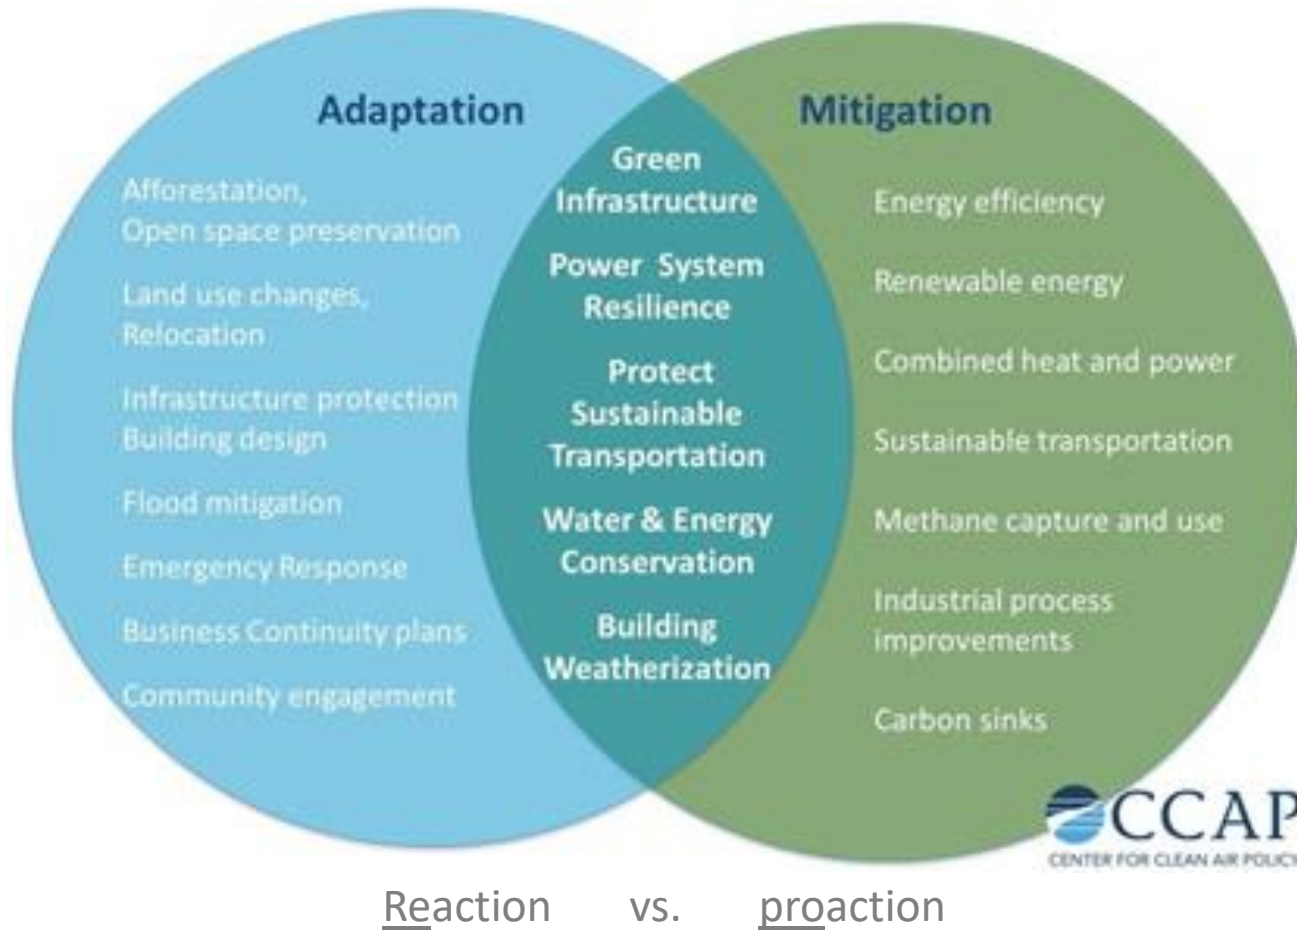 Adaptation
Afforestation,
Open space preservation
Land use changes,
Relocation
Infrastructure protection
Building design
Flood mitigation
Emergency Response
Business Continuity plans
Community engagement
Green
Infrastructure
Power System
Resilience
Protect
Sustainable
Transportation
Water & Energy
Conservation
Building
Weatherization
Mitigation
Energy efficiency
Renewable energy
Combined heat and power
Sustainable transportation
Methane capture and use
Industrial process
improvements
Carbon sinks
CCAP
CENTER FOR CLEAN AIR POLICY
Reaction vs. proaction